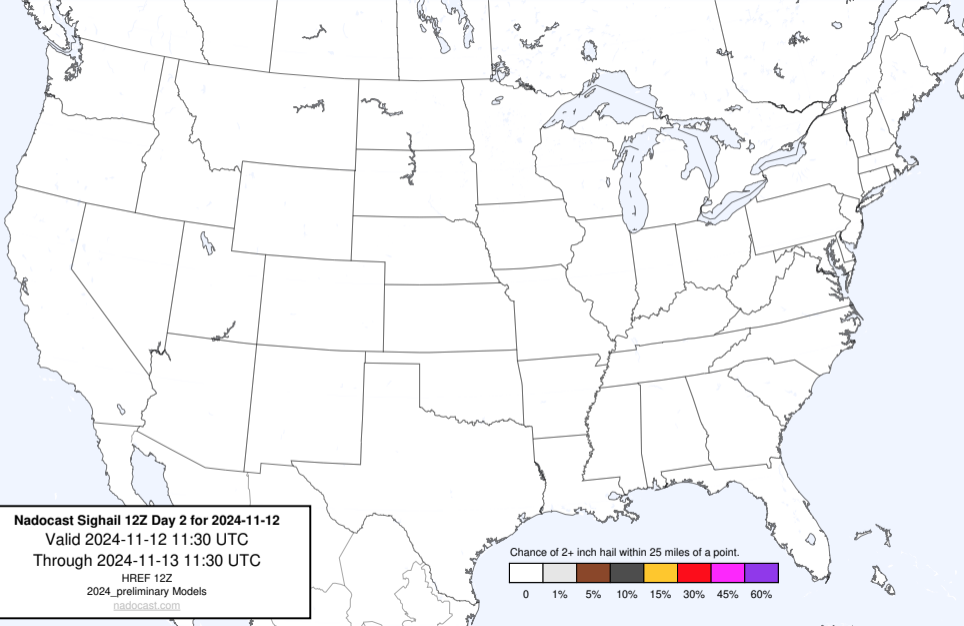 Nadocast Sighail 12Z Day 2 for 2024-11-12
Valid 2024-11-12 11:30 UTC
Through 2024-11-13 11:30 UTC
HREF 12Z
2024_preliminary Models
nadocast.com
Chance of 2+ inch hail within 25 miles of a point.
0 1% 5% 10% 15% 30% 45% 60%